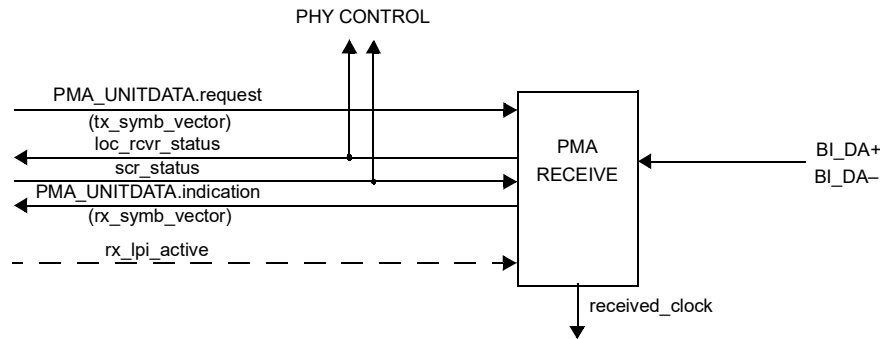 PHY CONTROL
PMA_UNITDATA.request
(tx_symb_vector)
loc_rcvr_status
scr_status
PMA_UNITDATA.indication
(rx_symb_vector)
rx_lpi_active
PMA
RECEIVE
BI_DA+
BI_DA–
received_clock